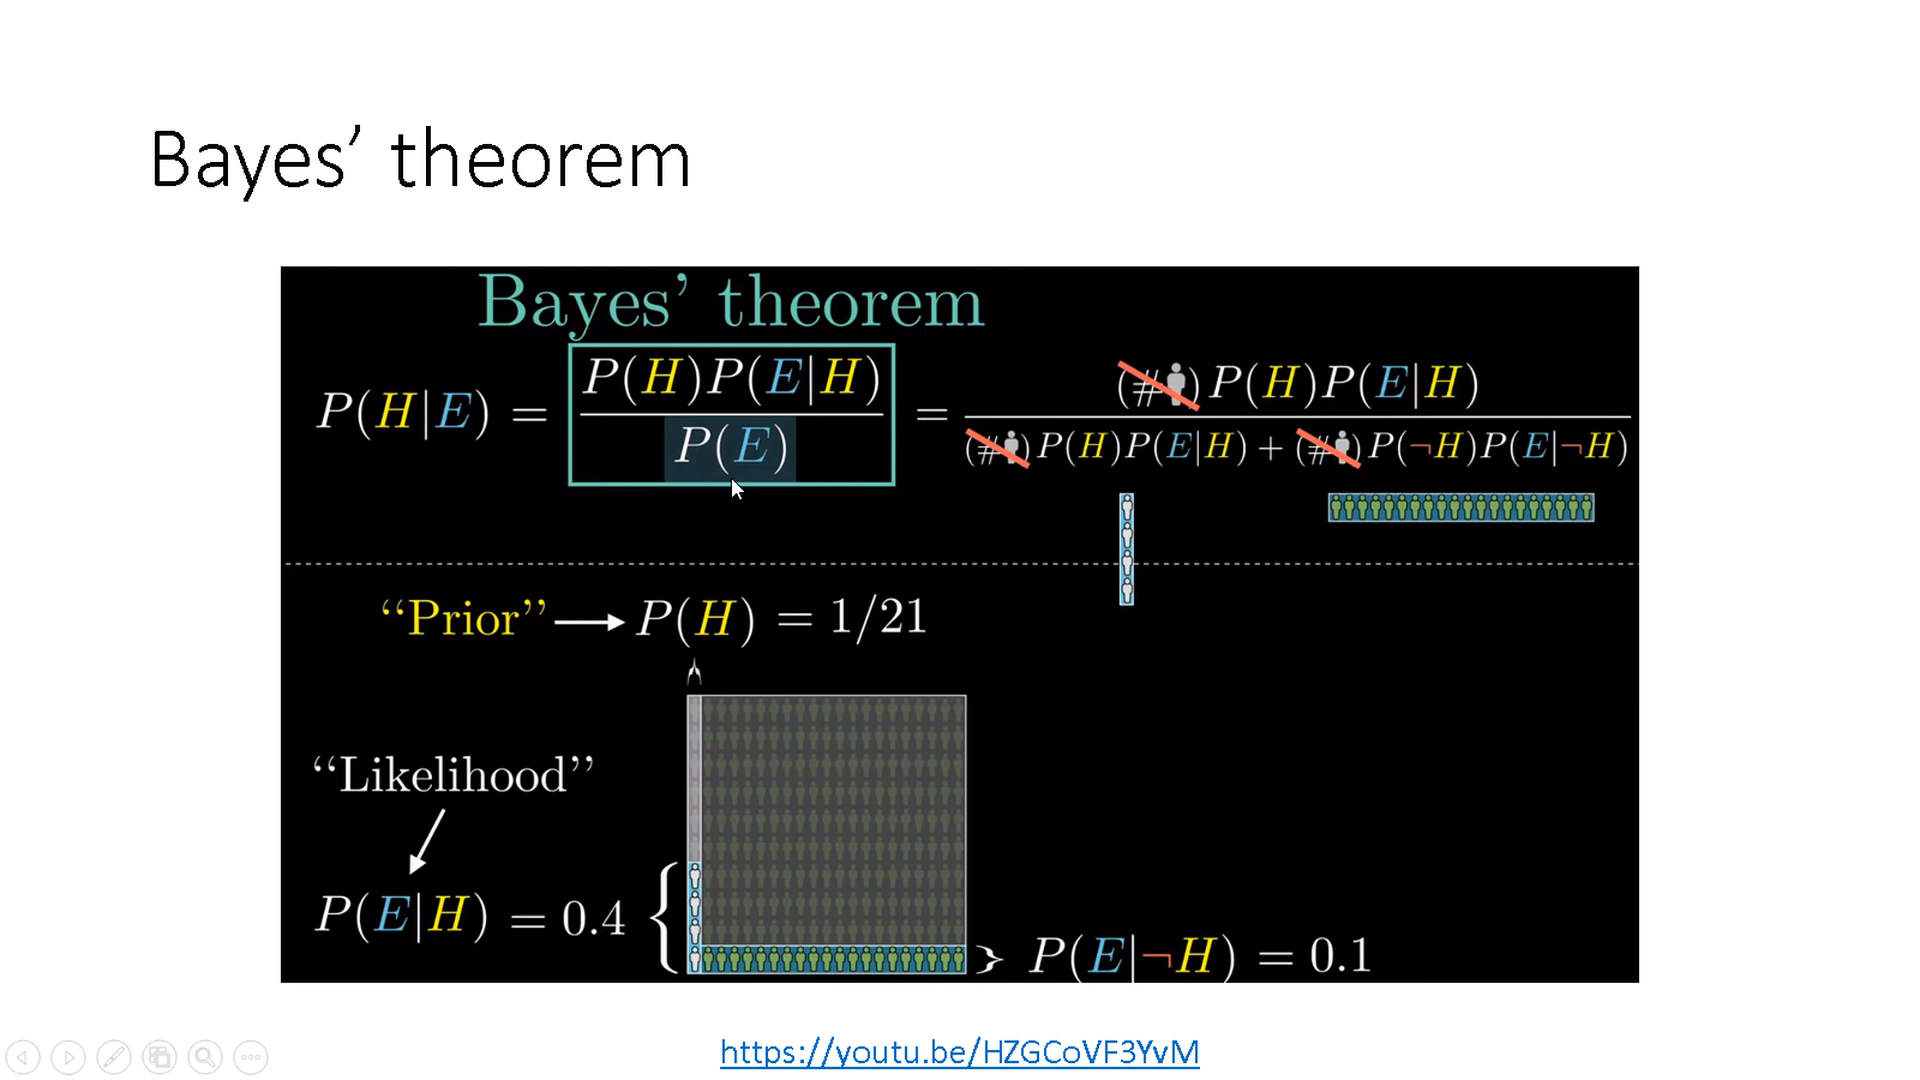 Bayes’ theorem
Bayes’ theorem
P(H|E) = P(H)P(E|H) / P(E) = (#)P(H)P(E|H) / (#)P(H)P(E|H) + (#)P(¬H)P(E|¬H)
“Prior” → P(H) = 1/21
“Likelihood”
P(E|H) = 0.4
P(E|¬H) = 0.1
https://youtu.be/HZGCoVF3YvM